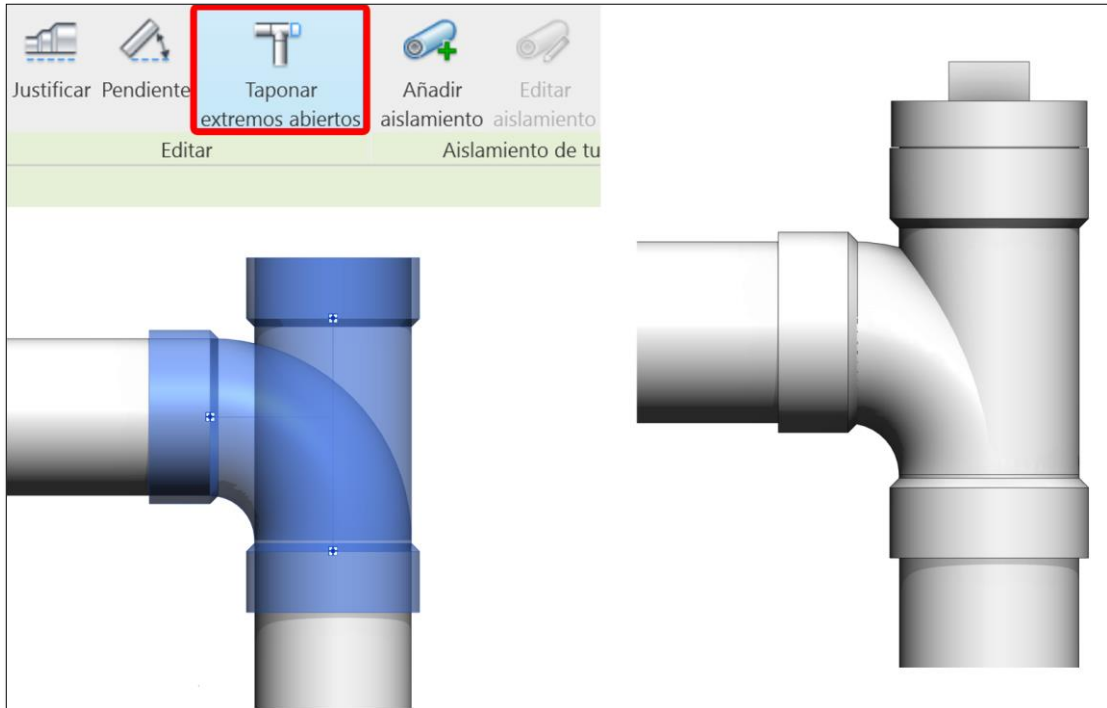 Justificar Pendiente Taponar Añadir Editar
extremos abiertos aislamiento aislamiento
Editar Aislamiento de tu